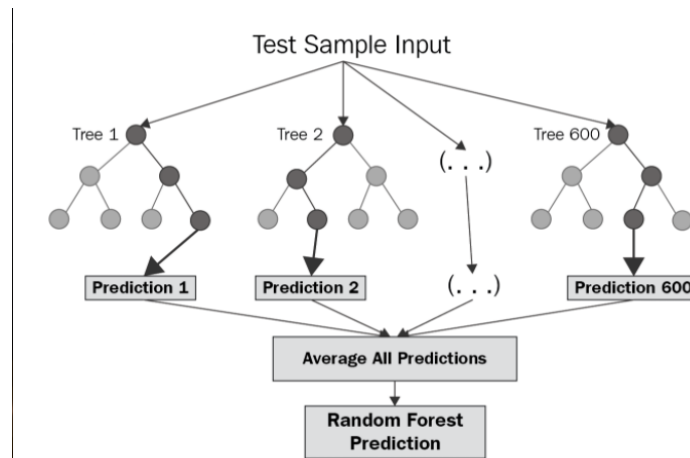 Test Sample Input
Tree 1
Tree 2
Tree 600
(. . .)
Prediction 1
Prediction 2
(. . .)
Prediction 600
Average All Predictions
Random Forest
Prediction